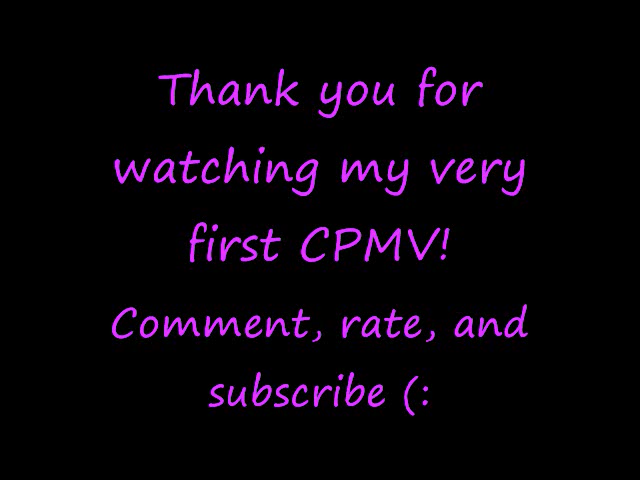 Thank you for
watching my very
first CPMV!
Comment, rate, and
subscribe (: